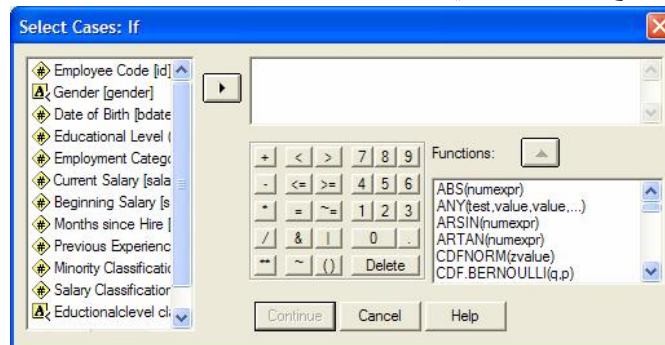 Select Cases: If
Employee Code [id]
Gender [gender]
Date of Birth [bdate
Educational Level (
Employment Catego
Current Salary [sala
Beginning Salary [s
Months since Hire [
Previous Experienc
Minority Classificatio
Salary Classification
Eductionalclevel cl
+ < > 7 8 9
- <= >= 4 5 6
* = ~= 1 2 3
/ & | 0 .
** ~ () Delete
Functions:
ABS(numexpr)
ANY(test,value,value,...)
ARSIN(numexpr)
ARTAN(numexpr)
CDFNORM(zvalue)
CDF.BERNOULLI(q,p)
Continue Cancel Help